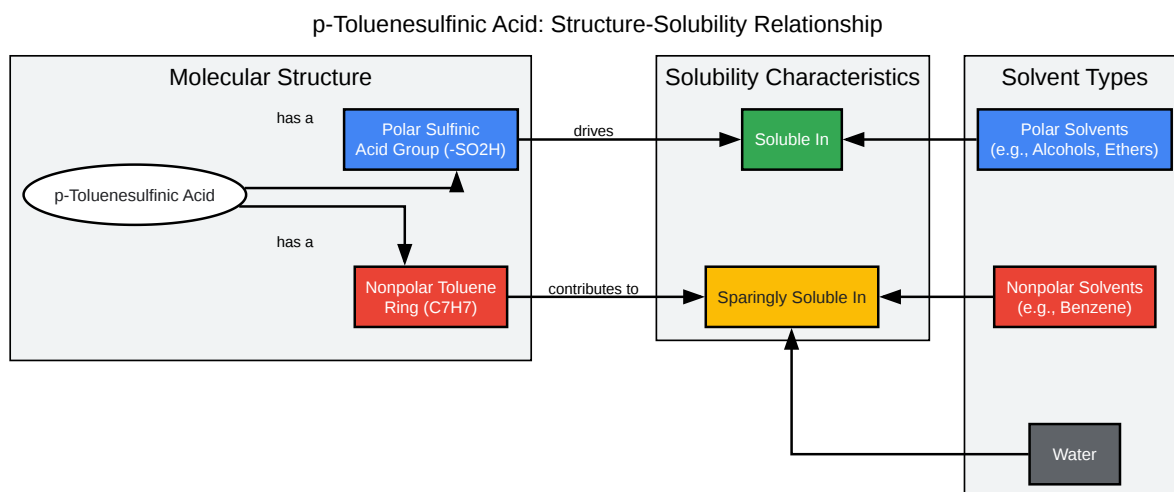 p-Toluenesulfinic Acid: Structure-Solubility Relationship
Molecular Structure
has a
Polar Sulfinic
Acid Group (-SO2H)
p-Toluenesulfinic Acid
has a
Nonpolar Toluene
Ring (C7H7)
drives
contributes to
Solubility Characteristics
Soluble In
Sparingly Soluble In
Solvent Types
Polar Solvents
(e.g., Alcohols, Ethers)
Nonpolar Solvents
(e.g., Benzene)
Water